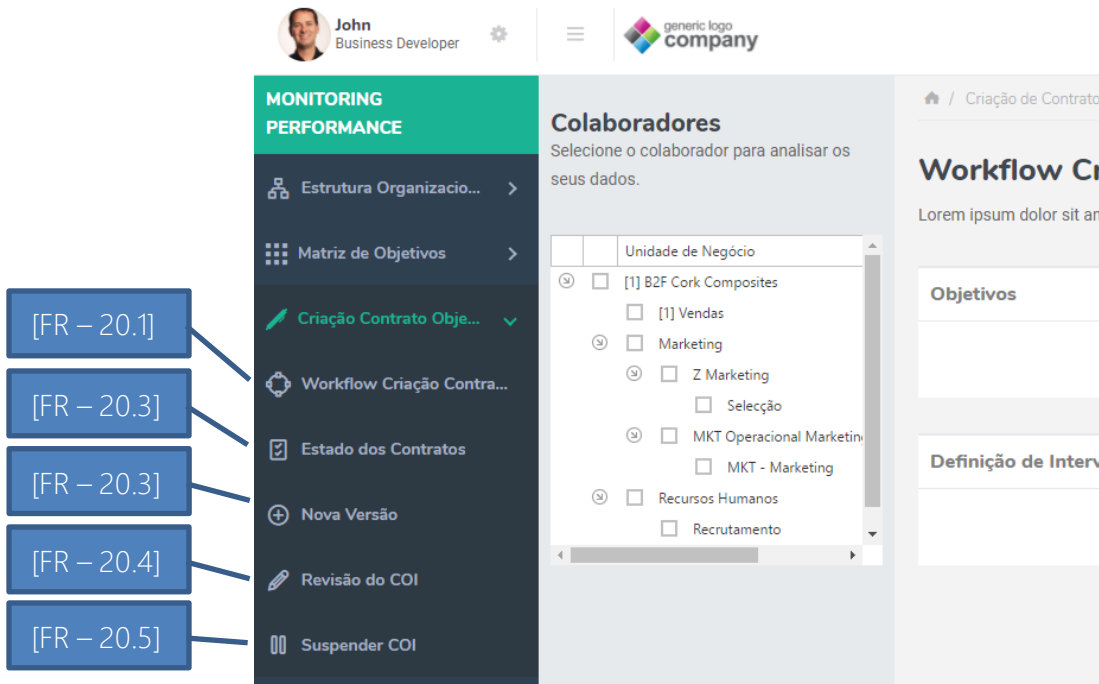 John
Business Developer
generic logo
company
MONITORING
PERFORMANCE
Estrutura Organizacio...
Matriz de Objetivos
Criação Contrato Obje...
Workflow Criação Contra...
Estado dos Contratos
Nova Versão
Revisão do COI
Suspender COI
[FR – 20.1]
[FR – 20.3]
[FR – 20.3]
[FR – 20.4]
[FR – 20.5]
Colaboradores
Selecione o colaborador para analisar os
seus dados.
Unidade de Negócio
[1] B2F Cork Composites
[1] Vendas
Marketing
Z Marketing
Selecção
MKT Operacional Marketin
MKT - Marketing
Recursos Humanos
Recrutamento
/ Criação de Contrato
Workflow Cr
Lorem ipsum dolor sit am
Objetivos
Definição de Interv